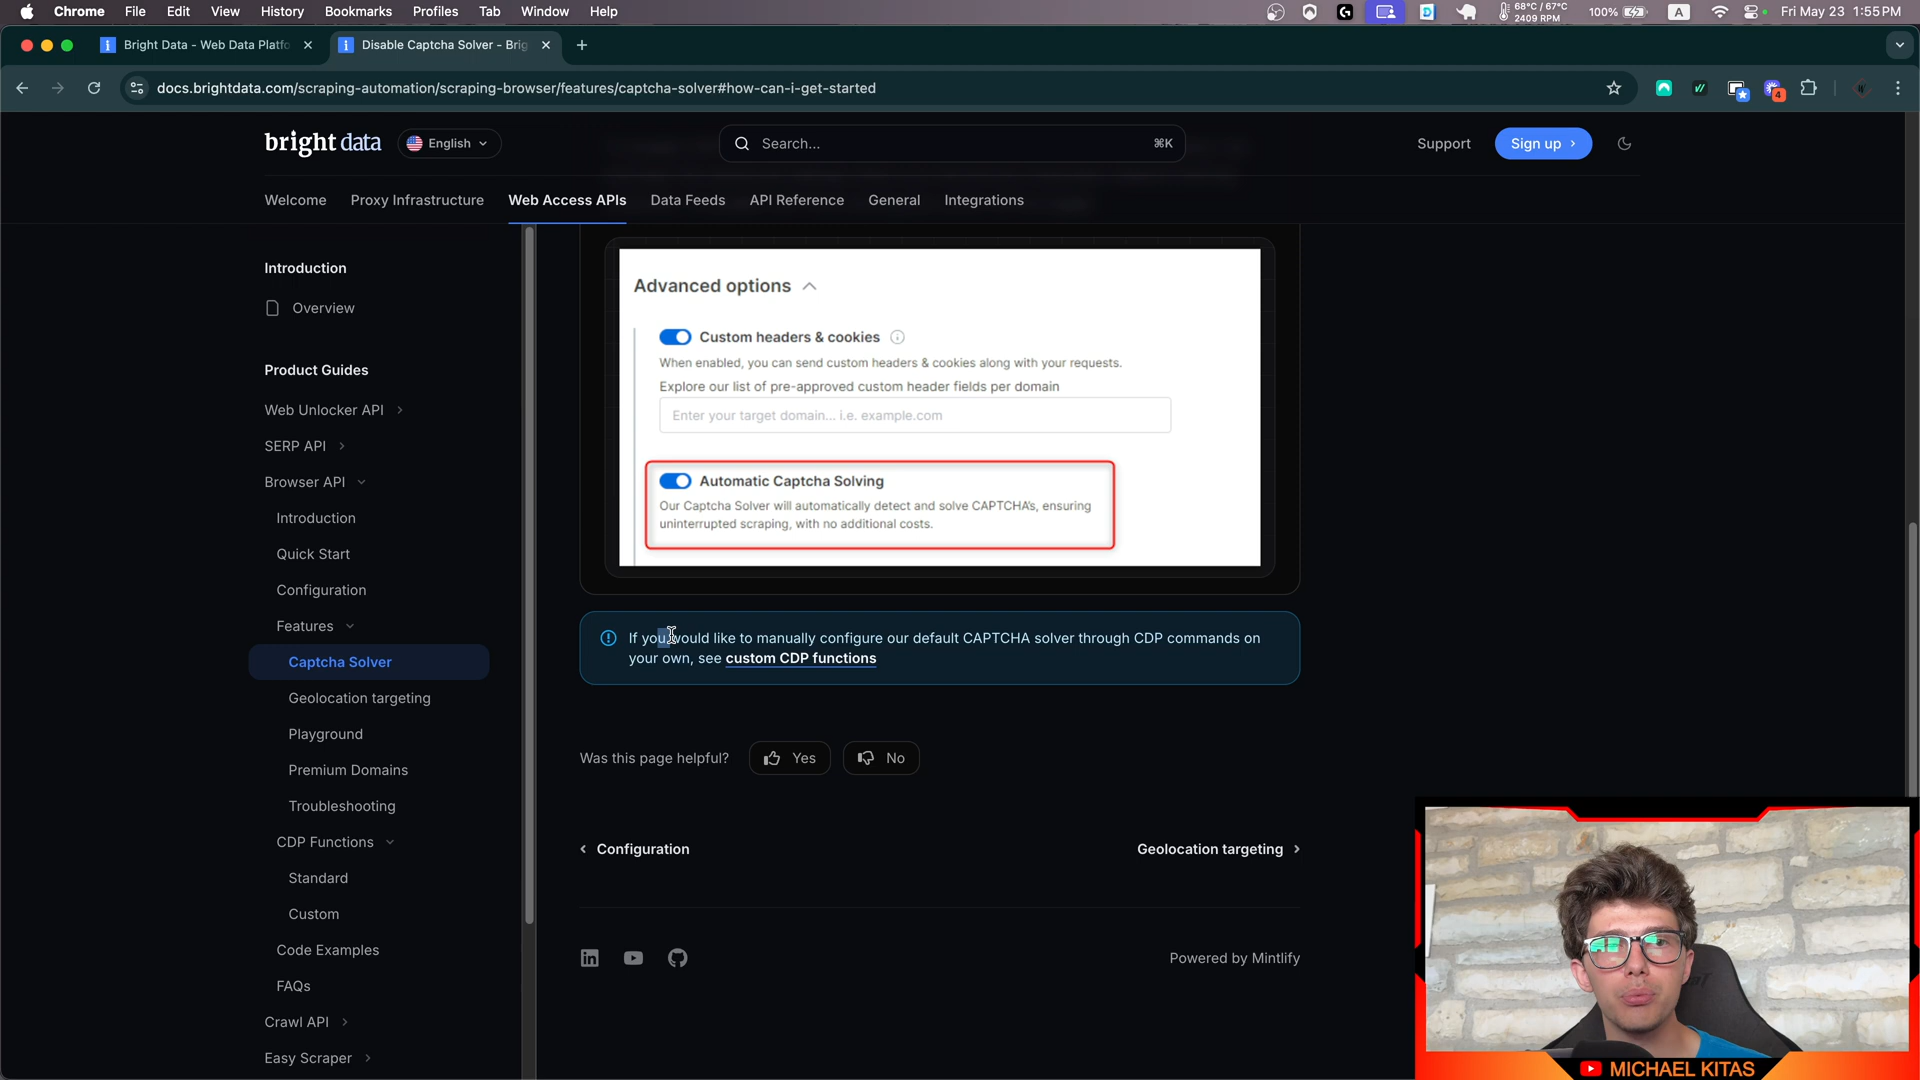 Chrome File Edit View History Bookmarks Profiles Tab Window Help
68°C / 67°C
2409 RPM
100%
A
Fri May 23 1:55 PM
Bright Data - Web Data Platfo
Disable Captcha Solver - Brig
docs.brightdata.com/scraping-automation/scraping-browser/features/captcha-solver#how-can-i-get-started
4
bright data
English
Search...
⌘K
Support
Sign up
Welcome
Proxy Infrastructure
Web Access APIs
Data Feeds
API Reference
General
Integrations
Introduction
Overview
Product Guides
Web Unlocker API
SERP API
Browser API
Introduction
Quick Start
Configuration
Features
Captcha Solver
Geolocation targeting
Playground
Premium Domains
Troubleshooting
CDP Functions
Standard
Custom
Code Examples
FAQs
Crawl API
Easy Scraper
Advanced options
Custom headers & cookies
When enabled, you can send custom headers & cookies along with your requests.
Explore our list of pre-approved custom header fields per domain
Enter your target domain... i.e. example.com
Automatic Captcha Solving
Our Captcha Solver will automatically detect and solve CAPTCHA's, ensuring
uninterrupted scraping, with no additional costs.
If you would like to manually configure our default CAPTCHA solver through CDP commands on
your own, see custom CDP functions
Was this page helpful?
Yes
No
Configuration
Geolocation targeting
Powered by Mintlify
MICHAEL KITAS